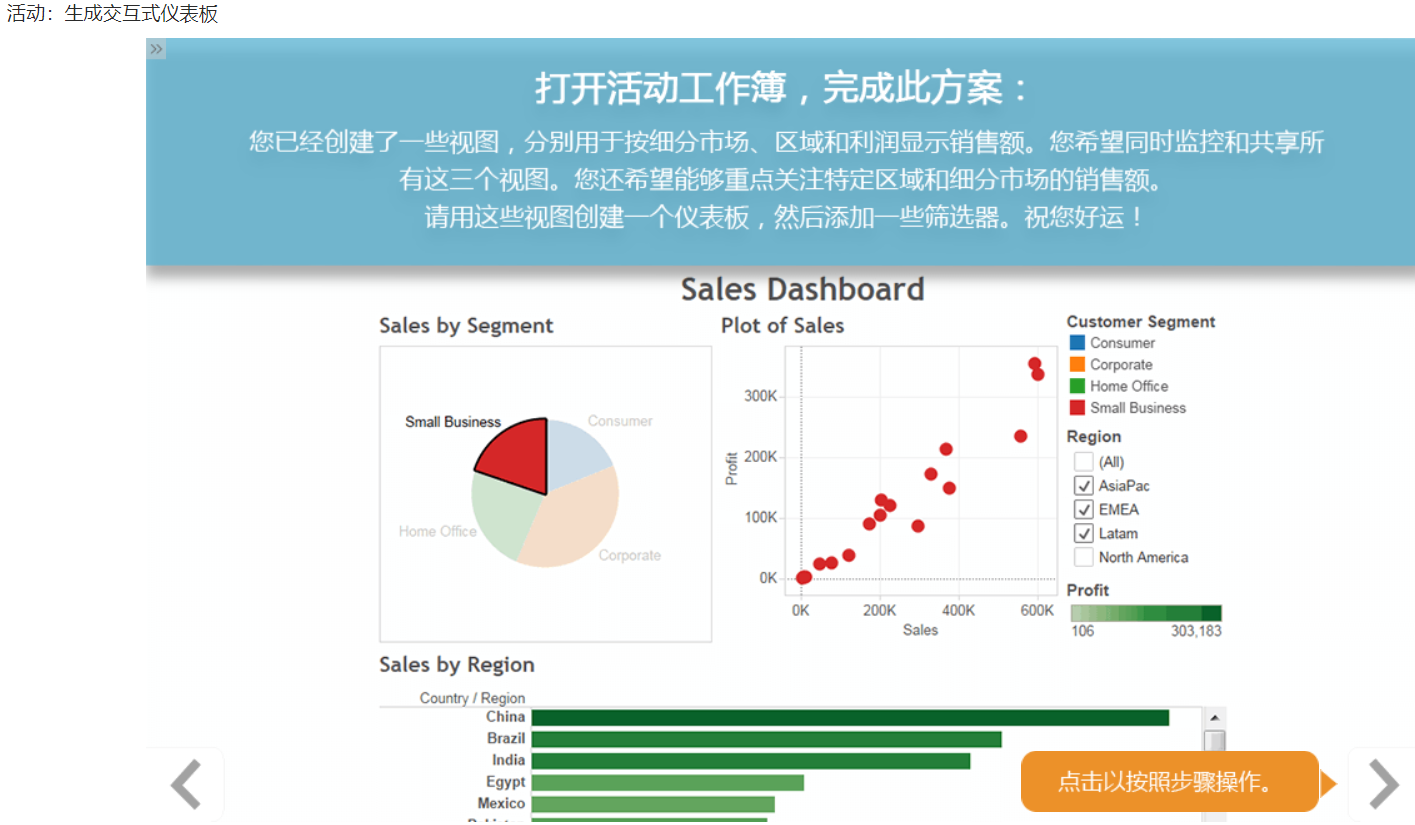 活动：生成交互式仪表板
打开活动工作簿，完成此方案：
您已经创建了一些视图，分别用于按细分市场、区域和利润显示销售额。您希望同时监控和共享所
有这三个视图。您还希望能够重点关注特定区域和细分市场的销售额。
请用这些视图创建一个仪表板，然后添加一些筛选器。祝您好运！
Sales Dashboard
Sales by Segment
Small Business
Consumer
Home Office
Corporate
Plot of Sales
Profit
300K
200K
100K
0K
0K 200K 400K 600K
Sales
Customer Segment
Consumer
Corporate
Home Office
Small Business
Region
(All)
AsiaPac
EMEA
Latam
North America
Profit
106 303,183
Sales by Region
Country / Region
China
Brazil
India
Egypt
Mexico
点击以按照步骤操作。